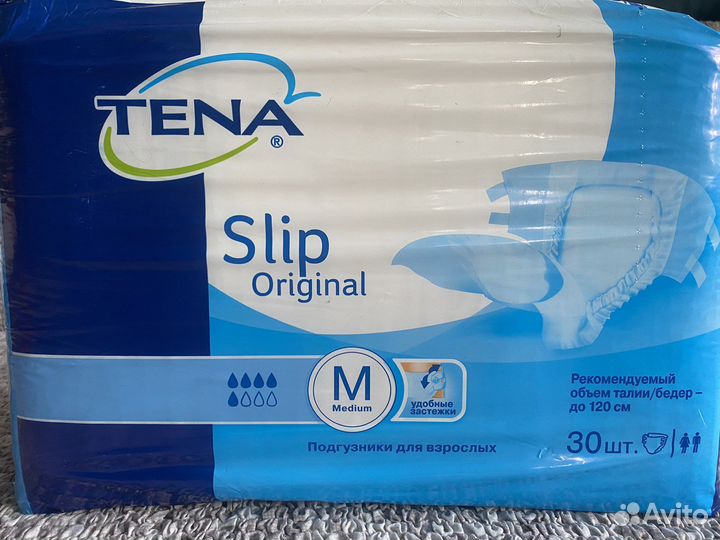 TENA®
Slip
Original
M
Medium
удобные
застежки
Рекомендуемый
объем талии/бедер –
до 120 см
Подгузники для взрослых
30 шт.
Avito